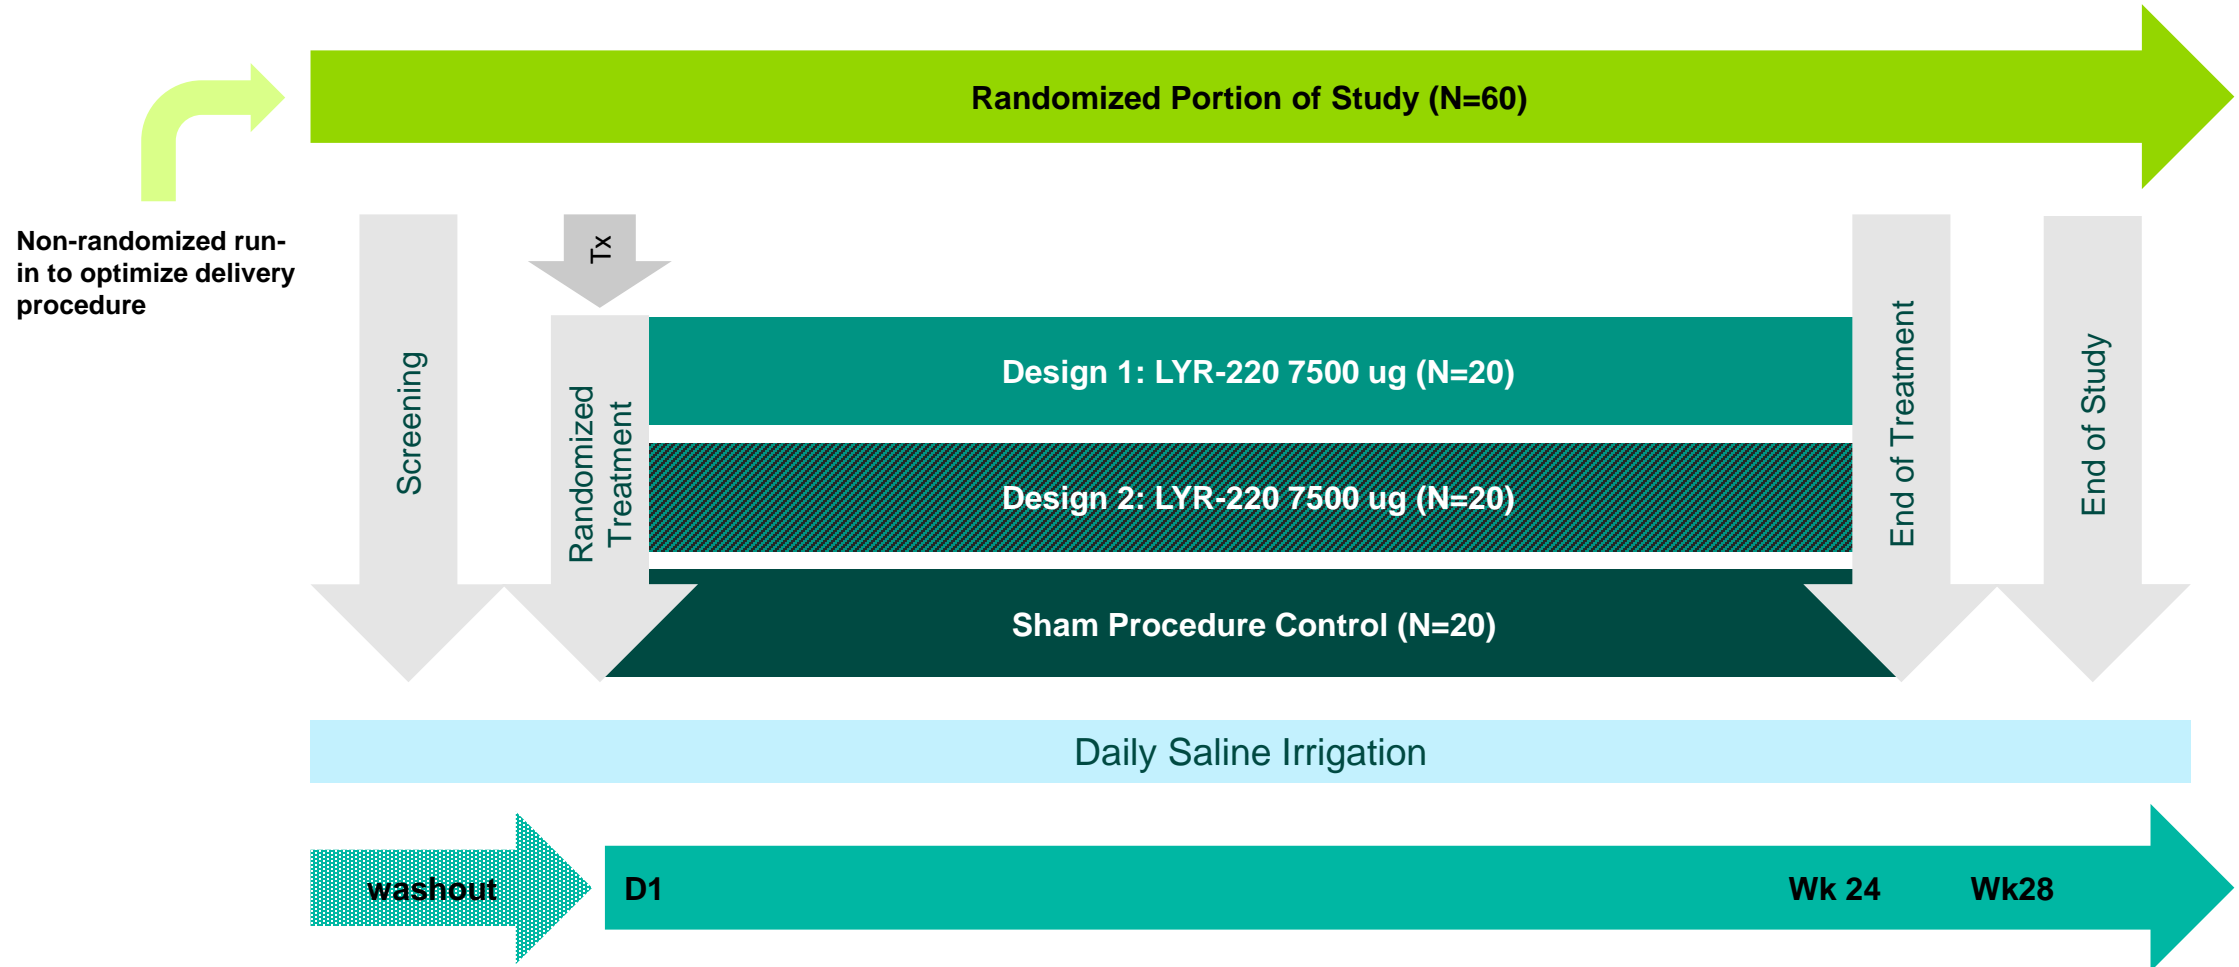 Randomized Portion of Study (N=60)
Non-randomized run-
in to optimize delivery
procedure
Screening
Tx
Randomized
Treatment
Design 1: LYR-220 7500 ug (N=20)
Design 2: LYR-220 7500 ug (N=20)
Sham Procedure Control (N=20)
End of Treatment
End of Study
Daily Saline Irrigation
washout
D1
Wk 24
Wk28